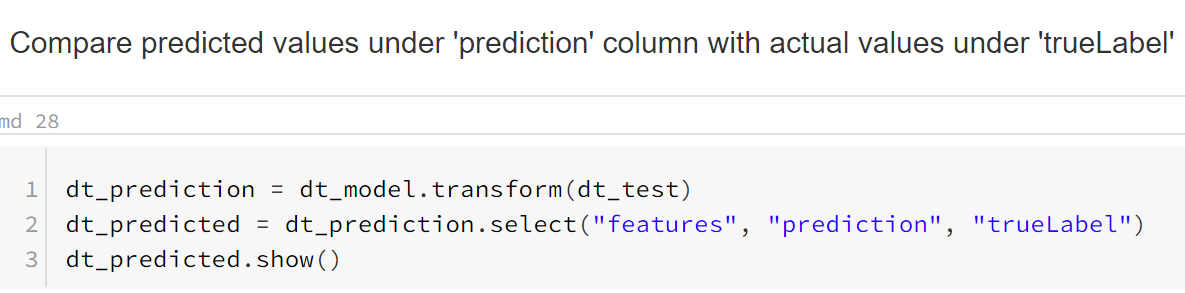 Compare predicted values under 'prediction' column with actual values under 'trueLabel'
md 28
1 dt_prediction = dt_model.transform(dt_test)
2 dt_predicted = dt_prediction.select("features", "prediction", "trueLabel")
3 dt_predicted.show()